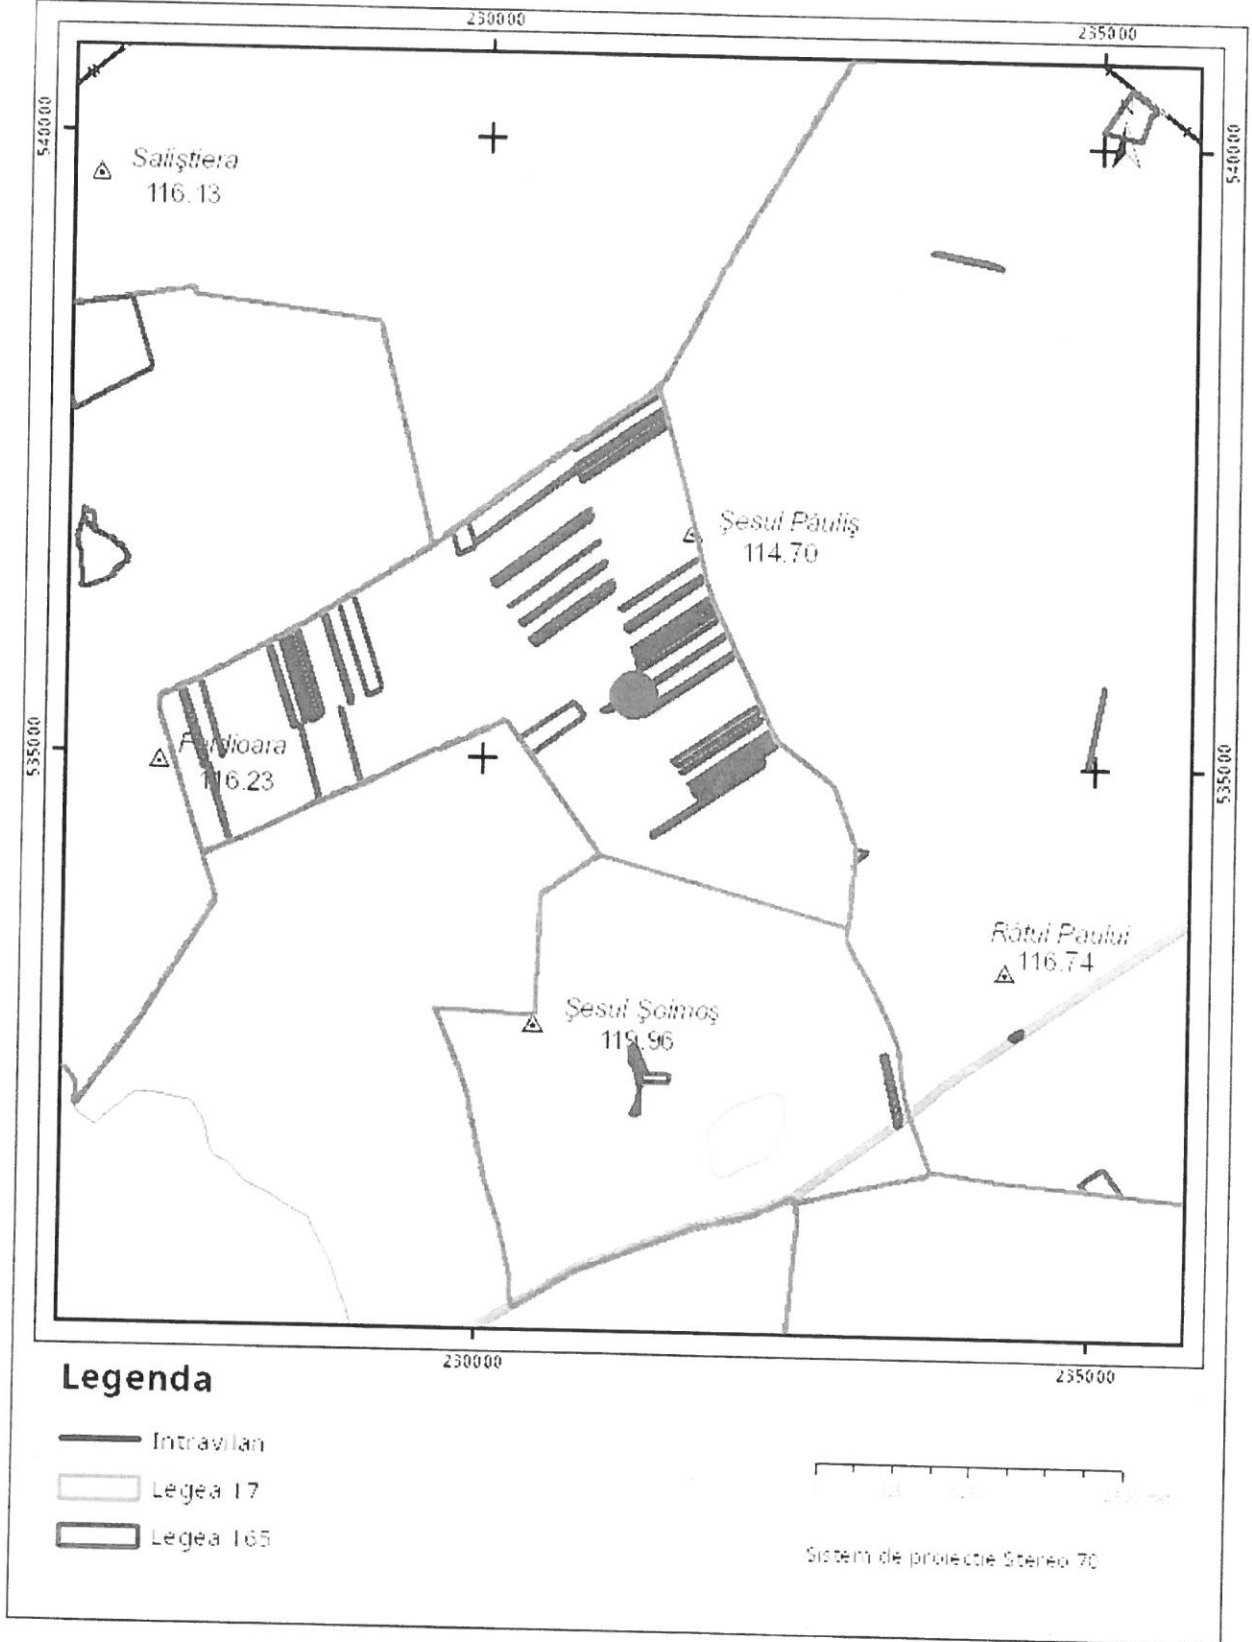 230000
235000
540000
540000
Saliştiera
116.13
Şesul Păuliş
114.70
535000
116.23
535000
Rătul Paului
116.74
Şesul Şoimoş
119.96
230000
235000
Legenda
Intravilan
Legea 17
Legea 165
Sistem de proiectie Stereo 70